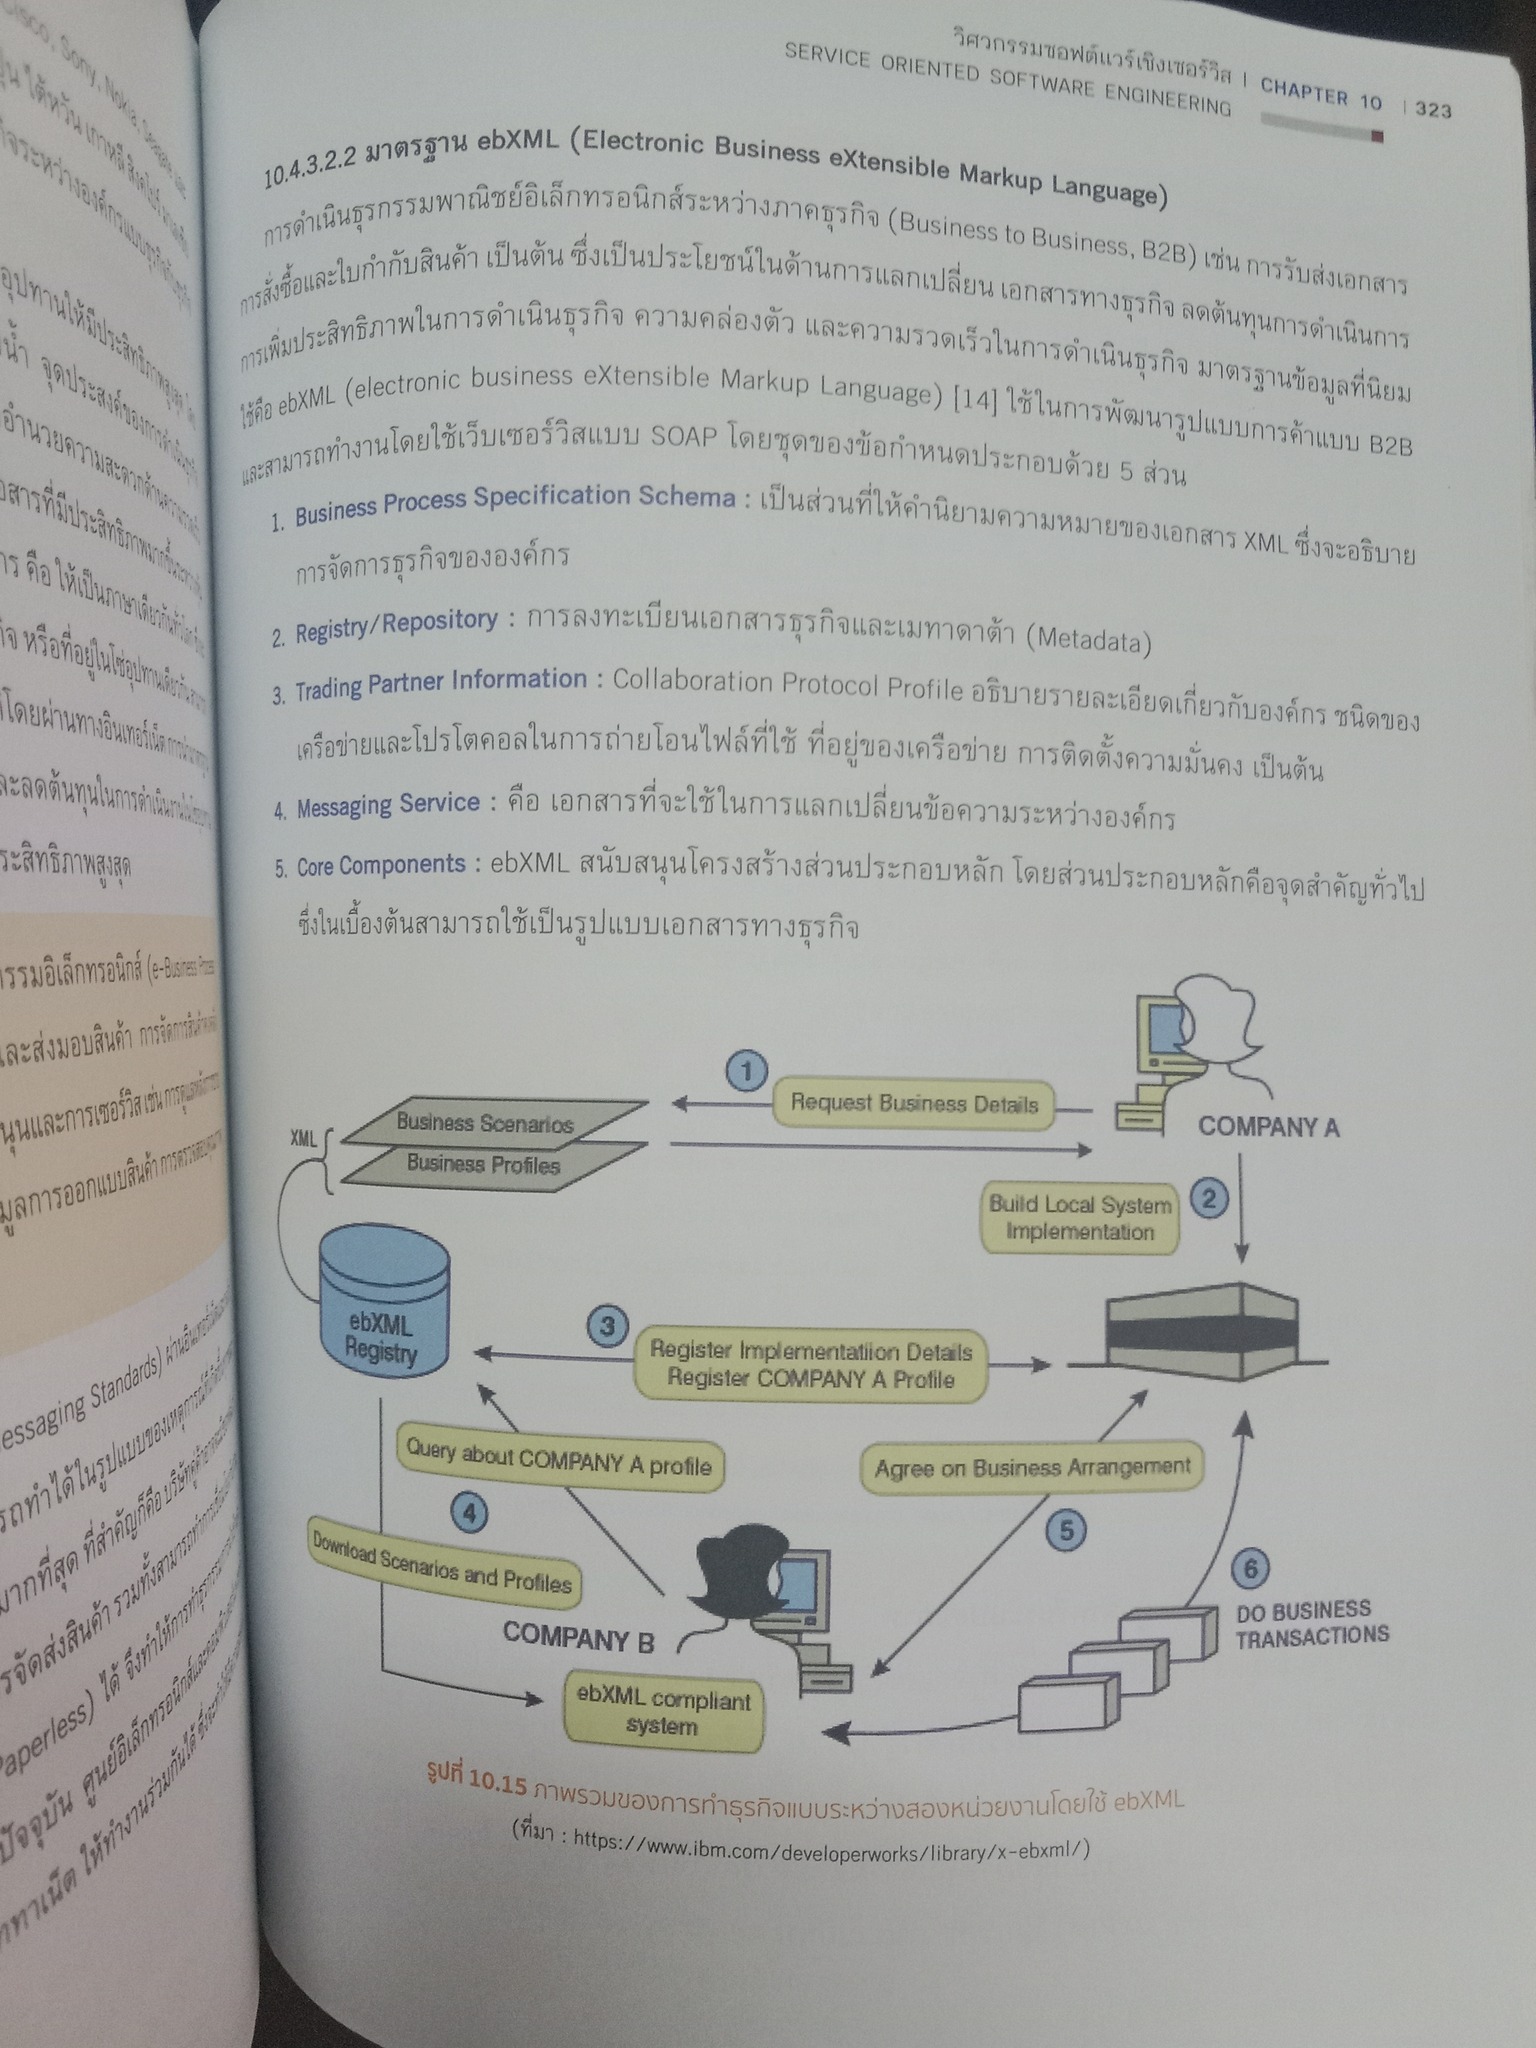 วิศวกรรมซอฟต์แวร์เชิงเซอร์วิส | CHAPTER 10 | 323
SERVICE ORIENTED SOFTWARE ENGINEERING
10.4.3.2.2 มาตรฐาน ebXML (Electronic Business eXtensible Markup Language)
การดำเนินธุรกรรมพาณิชย์อิเล็กทรอนิกส์ระหว่างภาคธุรกิจ (Business to Business, B2B) เช่น การรับส่งเอกสาร
การสั่งซื้อและใบกำกับสินค้า เป็นต้น ซึ่งเป็นประโยชน์ในด้านการแลกเปลี่ยน เอกสารทางธุรกิจ ลดต้นทุนการดำเนินการ
การเพิ่มประสิทธิภาพในการดำเนินธุรกิจ ความคล่องตัว และความรวดเร็วในการดำเนินธุรกิจ มาตรฐานข้อมูลที่นิยม
ใช้คือ ebXML (electronic business eXtensible Markup Language) [14] ใช้ในการพัฒนารูปแบบการค้าแบบ B2B
และสามารถทำงานโดยใช้เว็บเซอร์วิสแบบ SOAP โดยชุดของข้อกำหนดประกอบด้วย 5 ส่วน
1. Business Process Specification Schema : เป็นส่วนที่ให้คำนิยามความหมายของเอกสาร XML ซึ่งจะอธิบาย
การจัดการธุรกิจขององค์กร
2. Registry/Repository : การลงทะเบียนเอกสารธุรกิจและเมทาดาต้า (Metadata)
3. Trading Partner Information : Collaboration Protocol Profile อธิบายรายละเอียดเกี่ยวกับองค์กร ชนิดของ
เครือข่ายและโปรโตคอลในการถ่ายโอนไฟล์ที่ใช้ ที่อยู่ของเครือข่าย การติดตั้งความมั่นคง เป็นต้น
4. Messaging Service : คือ เอกสารที่จะใช้ในการแลกเปลี่ยนข้อความระหว่างองค์กร
5. Core Components : ebXML สนับสนุนโครงสร้างส่วนประกอบหลัก โดยส่วนประกอบหลักคือจุดสำคัญทั่วไป
ซึ่งในเบื้องต้นสามารถใช้เป็นรูปแบบเอกสารทางธุรกิจ
1
Request Business Details
COMPANY A
XML
Business Scenarios
Business Profiles
Build Local System
Implementation
2
ebXML
Registry
3
Register Implementatiion Details
Register COMPANY A Profile
Query about COMPANY A profile
Agree on Business Arrangement
4
5
Download Scenarios and Profiles
6
DO BUSINESS
TRANSACTIONS
COMPANY B
ebXML compliant
system
รูปที่ 10.15 ภาพรวมของการทำธุรกิจแบบระหว่างสองหน่วยงานโดยใช้ ebXML
(ที่มา : https://www.ibm.com/developerworks/library/x-ebxml/)